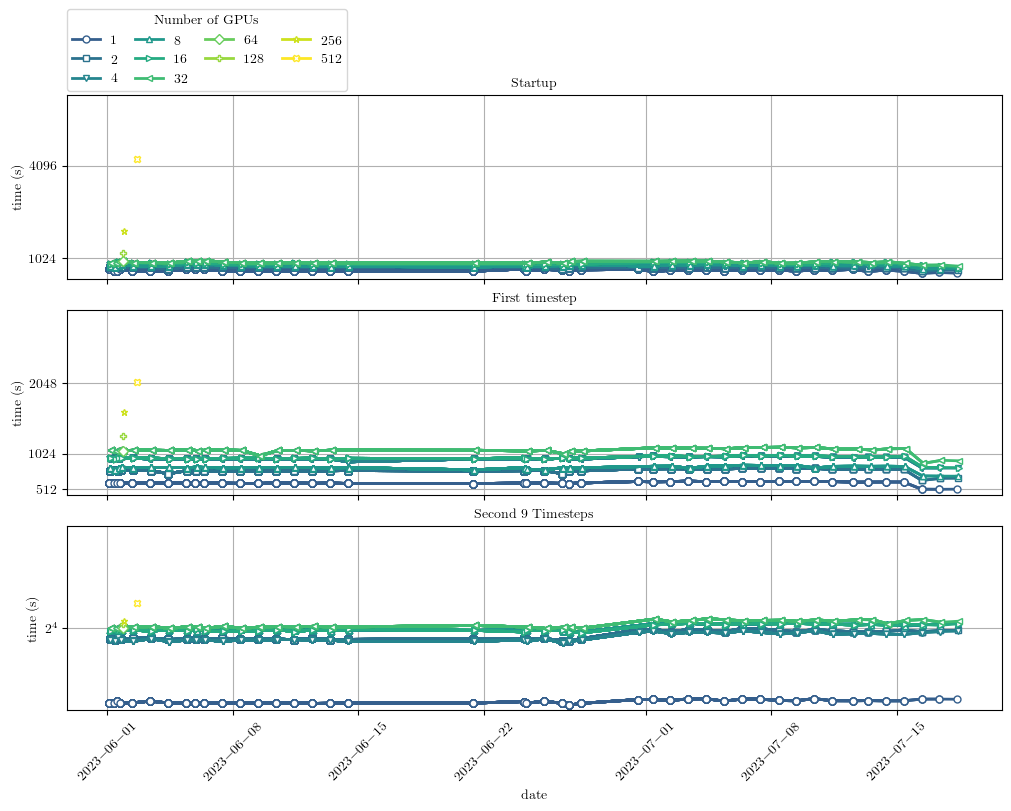 Number of GPUs
1 8 64 256
2 16 128 512
4 32
Startup
time (s)
4096
1024
First timestep
time (s)
2048
1024
512
Second 9 Timesteps
time (s)
2⁴
2023−06−01 2023−06−08 2023−06−15 2023−06−22 2023−07−01 2023−07−08 2023−07−15
date